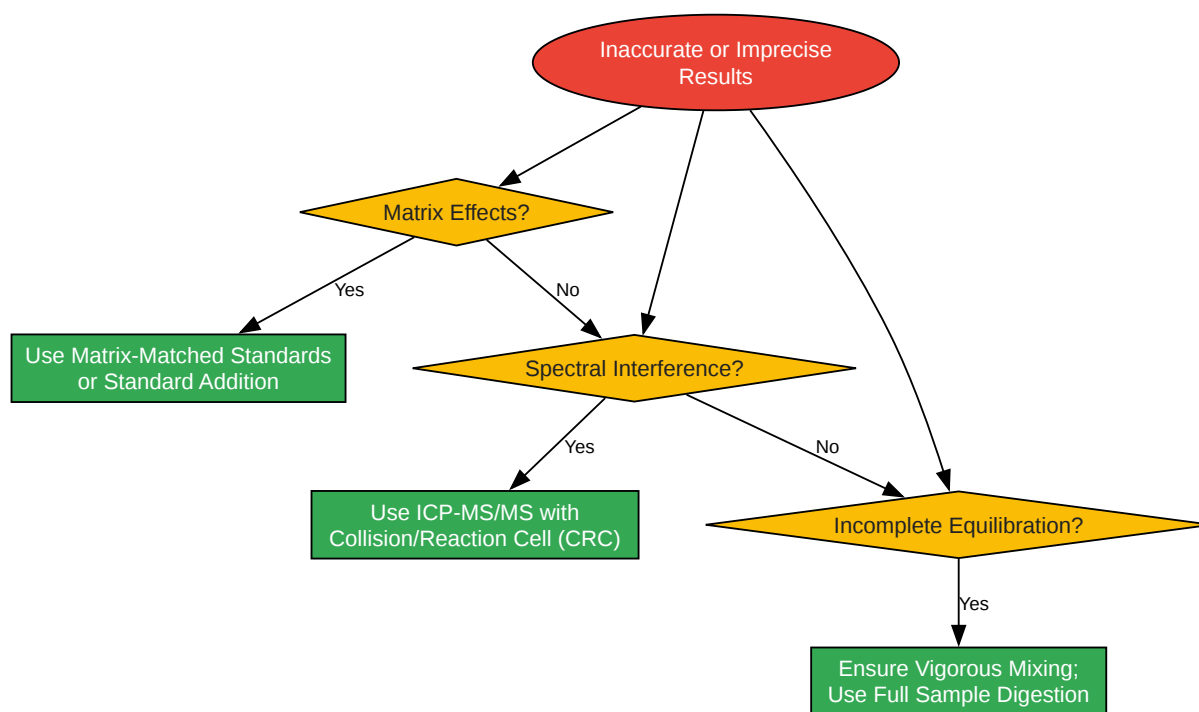 Inaccurate or Imprecise
Results
Matrix Effects?
Yes
No
Use Matrix-Matched Standards
or Standard Addition
Spectral Interference?
Yes
No
Use ICP-MS/MS with
Collision/Reaction Cell (CRC)
Incomplete Equilibration?
Yes
Ensure Vigorous Mixing;
Use Full Sample Digestion